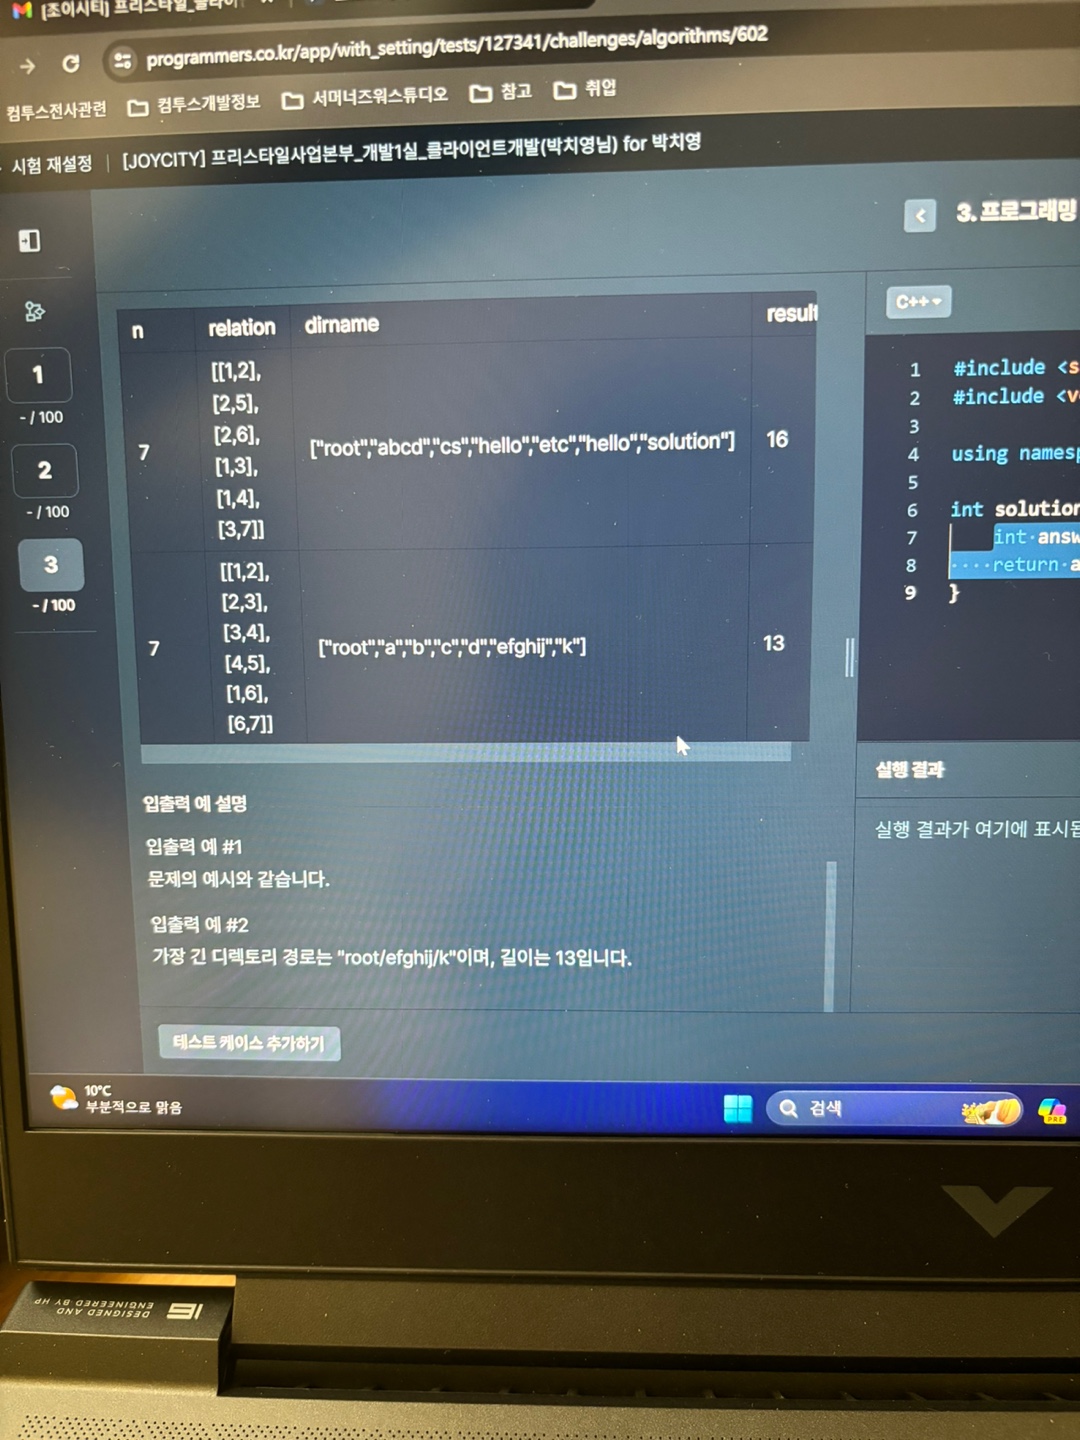 [조이시티] 프리스타일_클라이
programmers.co.kr/app/with_setting/tests/127341/challenges/algorithms/602
컴투스전사관련 컴투스개발정보 서머너즈워스튜디오 참고 취업
시험 재설정 | [JOYCITY] 프리스타일사업본부_개발1실_클라이언트개발(박치영님) for 박치영
3. 프로그래밍
1
- / 100
2
- / 100
3
- / 100
n relation dirname result
7
[[1,2],
[2,5],
[2,6],
[1,3],
[1,4],
[3,7]]
["root","abcd","cs","hello","etc","hello","solution"]
16
7
[[1,2],
[2,3],
[3,4],
[4,5],
[1,6],
[6,7]]
["root","a","b","c","d","efghij","k"]
13
입출력 예 설명
입출력 예 #1
문제의 예시와 같습니다.
입출력 예 #2
가장 긴 디렉토리 경로는 "root/efghij/k"이며, 길이는 13입니다.
테스트 케이스 추가하기
C++
1 #include <s
2 #include <v
3
4 using namesp
5
6 int solution
7 int answ
8 return a
9 }
실행 결과
실행 결과가 여기에 표시됩
10°C
부분적으로 맑음
검색
PRE
DESIGNED AND
ENGINEERED BY HP